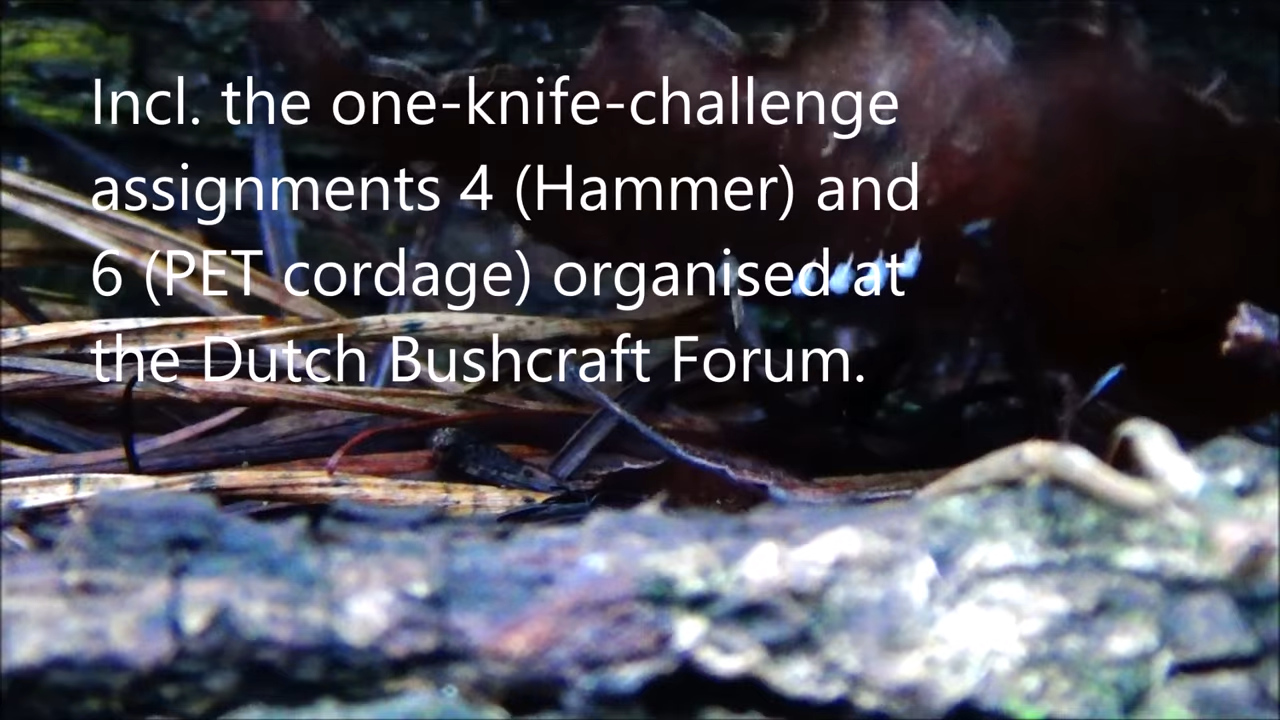 Incl. the one-knife-challenge
assignments 4 (Hammer) and
6 (PET cordage) organised at
the Dutch Bushcraft Forum.